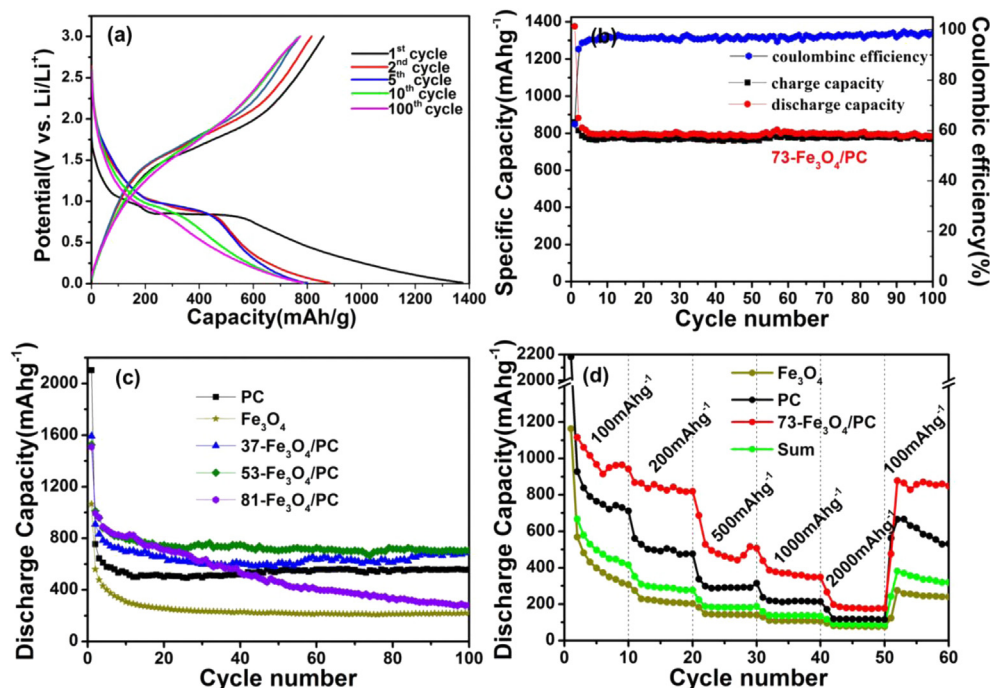 (a)
1st cycle
2nd cycle
5th cycle
10th cycle
100th cycle
Potential(V vs. Li/Li+)
3.0
2.5
2.0
1.5
1.0
0.5
0.0
0 200 400 600 800 1000 1200 1400
Capacity(mAh/g)
(b)
coulombinc efficiency
charge capacity
discharge capacity
73-Fe3O4/PC
Specific Capacity(mAhg-1)
1400
1200
1000
800
600
400
200
0
Coulombic efficiency(%)
100
80
60
40
20
0
0 10 20 30 40 50 60 70 80 90 100
Cycle number
(c)
PC
Fe3O4
37-Fe3O4/PC
53-Fe3O4/PC
81-Fe3O4/PC
Discharge Capacity(mAhg-1)
2000
1600
1200
800
400
0
0 20 40 60 80 100
Cycle number
(d)
Fe3O4
PC
73-Fe3O4/PC
Sum
100mAhg-1
200mAhg-1
500mAhg-1
1000mAhg-1
2000mAhg-1
100mAhg-1
Discharge Capacity(mAhg-1)
2200
2000
1200
1000
800
600
400
200
0
0 10 20 30 40 50 60
Cycle number